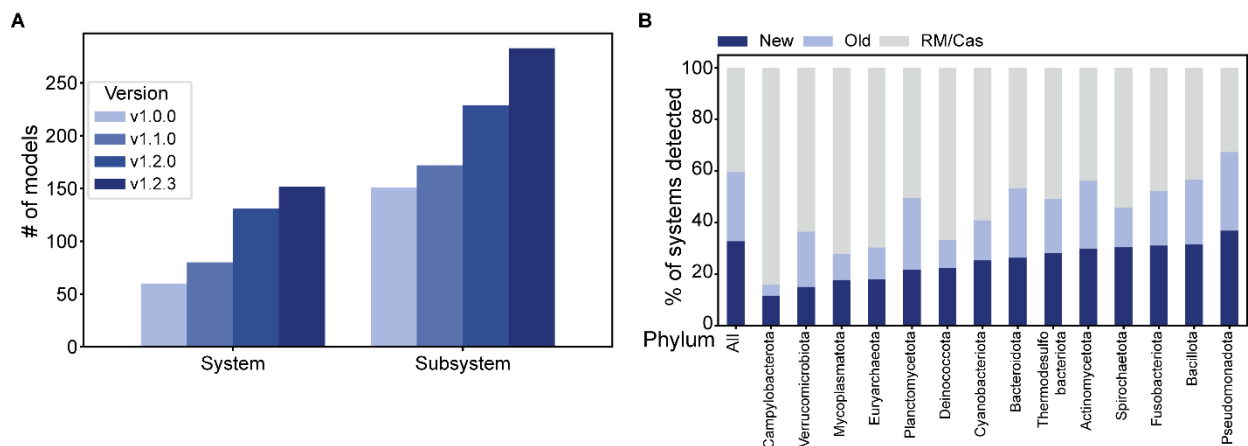 A
# of models
250
200
150
100
50
0
Version
v1.0.0
v1.1.0
v1.2.0
v1.2.3
System
Subsystem
B
New Old RM/Cas
% of systems detected
100
80
60
40
20
0
Phylum
All
Campylobacterota
Verrucomicrobiota
Mycoplasmatota
Euryarchaeota
Planctomycetota
Deinococcota
Cyanobacteriota
Bacteroidota
Thermodesulfo
bacteriota
Actinomycetota
Spirochaetota
Fusobacteriota
Bacillota
Pseudomonadota